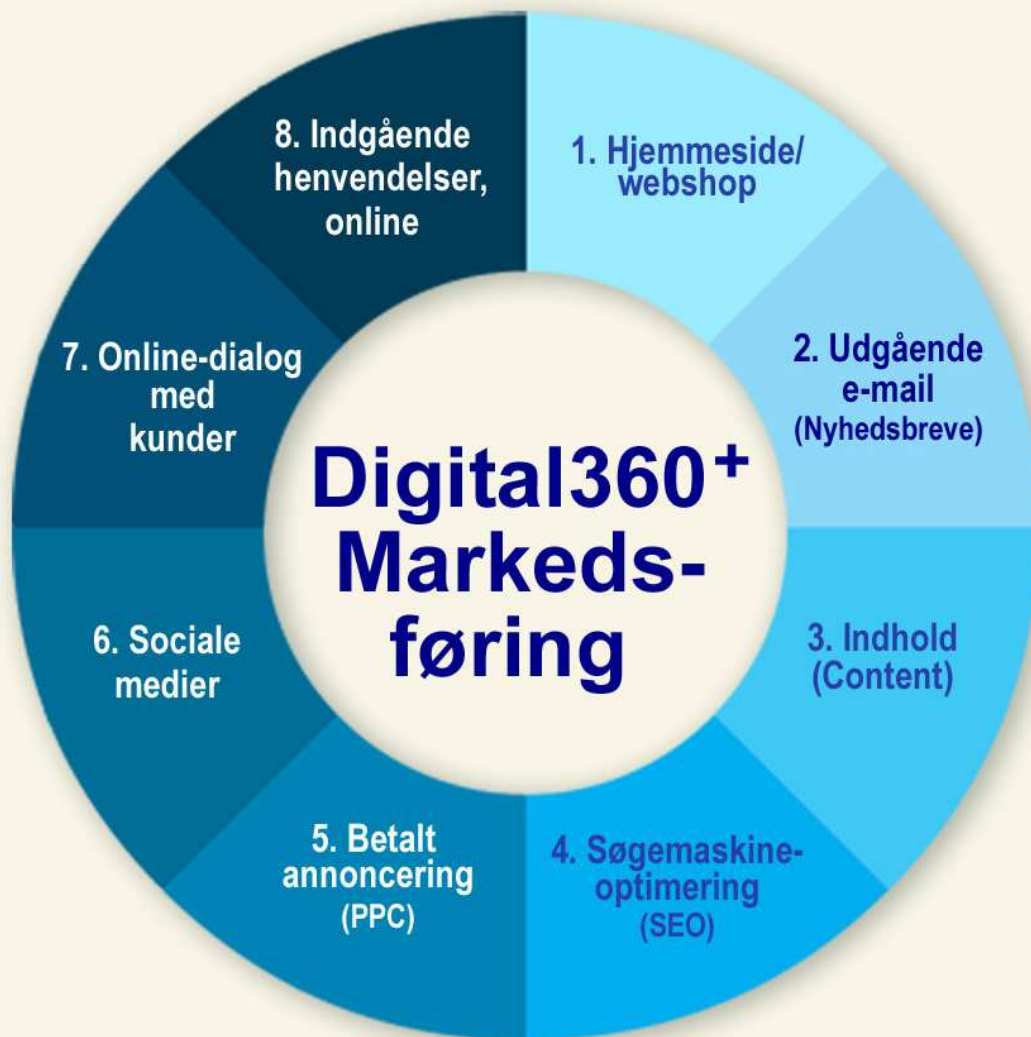 Digital360+
Markeds-
føring
1. Hjemmeside/
webshop
2. Udgående
e-mail
(Nyhedsbreve)
3. Indhold
(Content)
4. Søgemaskine-
optimering
(SEO)
5. Betalt
annoncering
(PPC)
6. Sociale
medier
7. Online-dialog
med
kunder
8. Indgående
henvendelser,
online